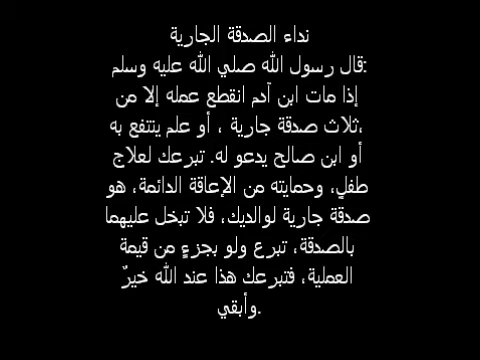 نداء الصدقة الجارية
قال رسول الله صلي الله عليه وسلم:
إذا مات ابن آدم انقطع عمله إلا من
ثلاث صدقة جارية ، أو علم ينتفع به،
أو ابن صالح يدعو له. تبرعك لعلاج
طفلٍ، وحمايته من الإعاقة الدائمة، هو
صدقة جارية لوالديك، فلا تبخل عليهما
بالصدقة، تبرع ولو بجزءٍ من قيمة
العملية، فتبرعك هذا عند الله خيرٌ
وأبقي.